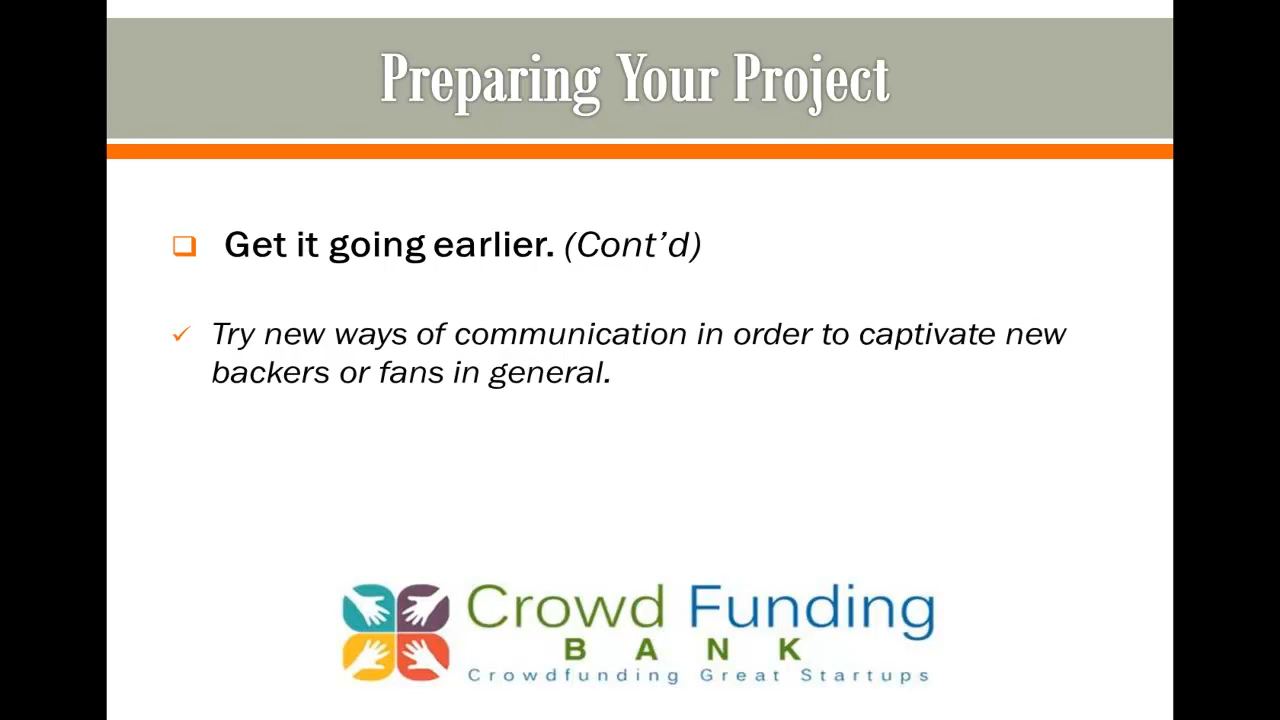 Preparing Your Project
Get it going earlier. (Cont’d)
Try new ways of communication in order to captivate new
backers or fans in general.
Crowd Funding
BANK
Crowdfunding Great Startups